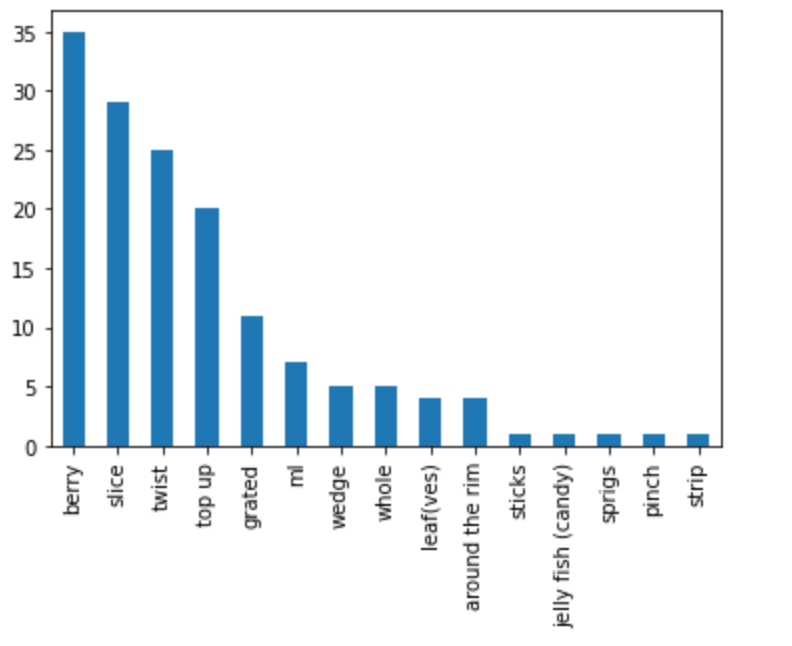 35
30
25
20
15
10
5
0
berry
slice
twist
top up
grated
ml
wedge
whole
leaf(ves)
around the rim
sticks
jelly fish (candy)
sprigs
pinch
strip